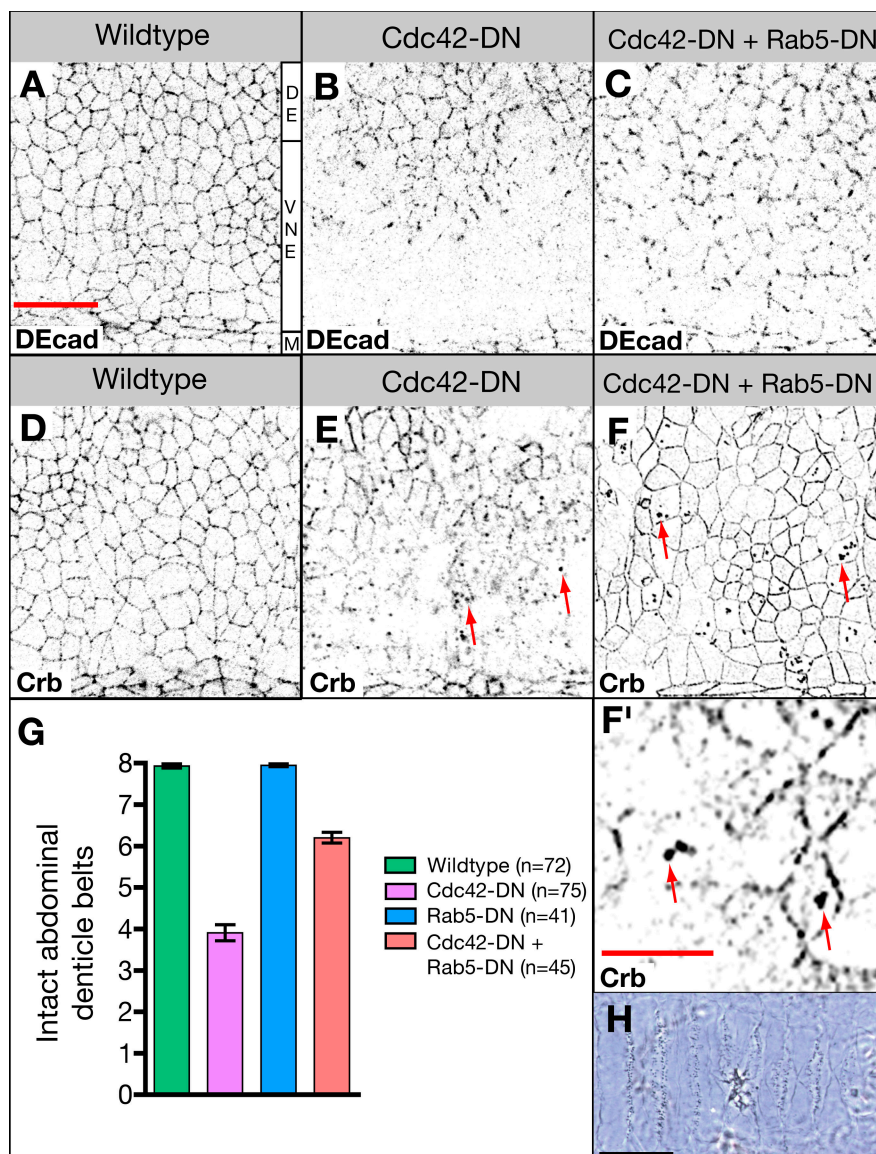 Wildtype
Cdc42-DN
Cdc42-DN + Rab5-DN
A
B
C
D
E
V
N
E
M
DEcad
DEcad
DEcad
Wildtype
Cdc42-DN
Cdc42-DN + Rab5-DN
D
E
F
Crb
Crb
Crb
G
Intact abdominal
denticle belts
8
7
6
5
4
3
2
1
0
Wildtype (n=72)
Cdc42-DN (n=75)
Rab5-DN (n=41)
Cdc42-DN +
Rab5-DN (n=45)
F'
Crb
H